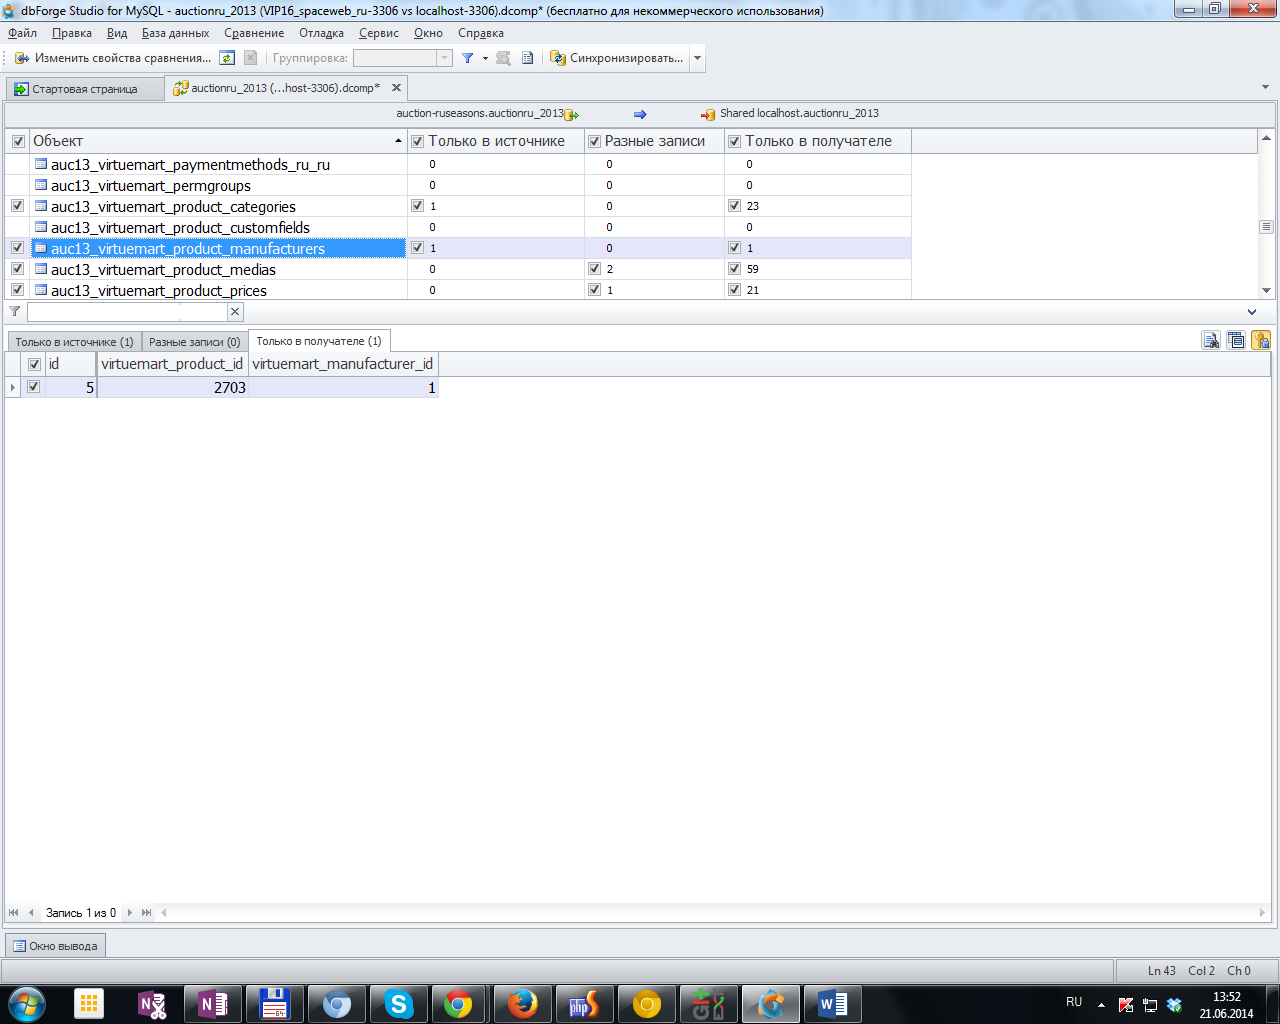 dbForge Studio for MySQL - auctionru_2013 (VIP16_spaceweb_ru-3306 vs localhost-3306).dcomp* (бесплатно для некоммерческого использования)
Файл Правка Вид База данных Сравнение Отладка Сервис Окно Справка
Изменить свойства сравнения... Группировка: Синхронизировать...
Стартовая страница auctionru_2013 (...host-3306).dcomp*
auction-ruseasons.auctionru_2013 Shared localhost.auctionru_2013
Объект Только в источнике Разные записи Только в получателе
auc13_virtuemart_paymentmethods_ru_ru 0 0 0
auc13_virtuemart_permgroups 0 0 0
auc13_virtuemart_product_categories 1 0 23
auc13_virtuemart_product_customfields 0 0 0
auc13_virtuemart_product_manufacturers 1 0 1
auc13_virtuemart_product_medias 0 2 59
auc13_virtuemart_product_prices 0 1 21
Только в источнике (1) Разные записи (0) Только в получателе (1)
id virtuemart_product_id virtuemart_manufacturer_id
5 2703 1
Запись 1 из 0
Окно вывода
Ln 43 Col 2 Ch 0
RU 13:52
21.06.2014